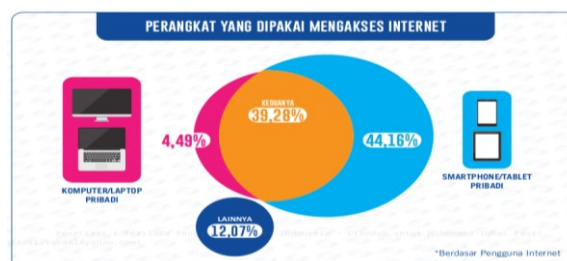 PERANGKAT YANG DIPAKAI MENGAKSES INTERNET
KEDUANYA
39,28%
4,49%
44,16%
KOMPUTER/LAPTOP
PRIBADI
SMARTPHONE/TABLET
PRIBADI
LAINNYA
12,07%
*Berdasar Pengguna Internet